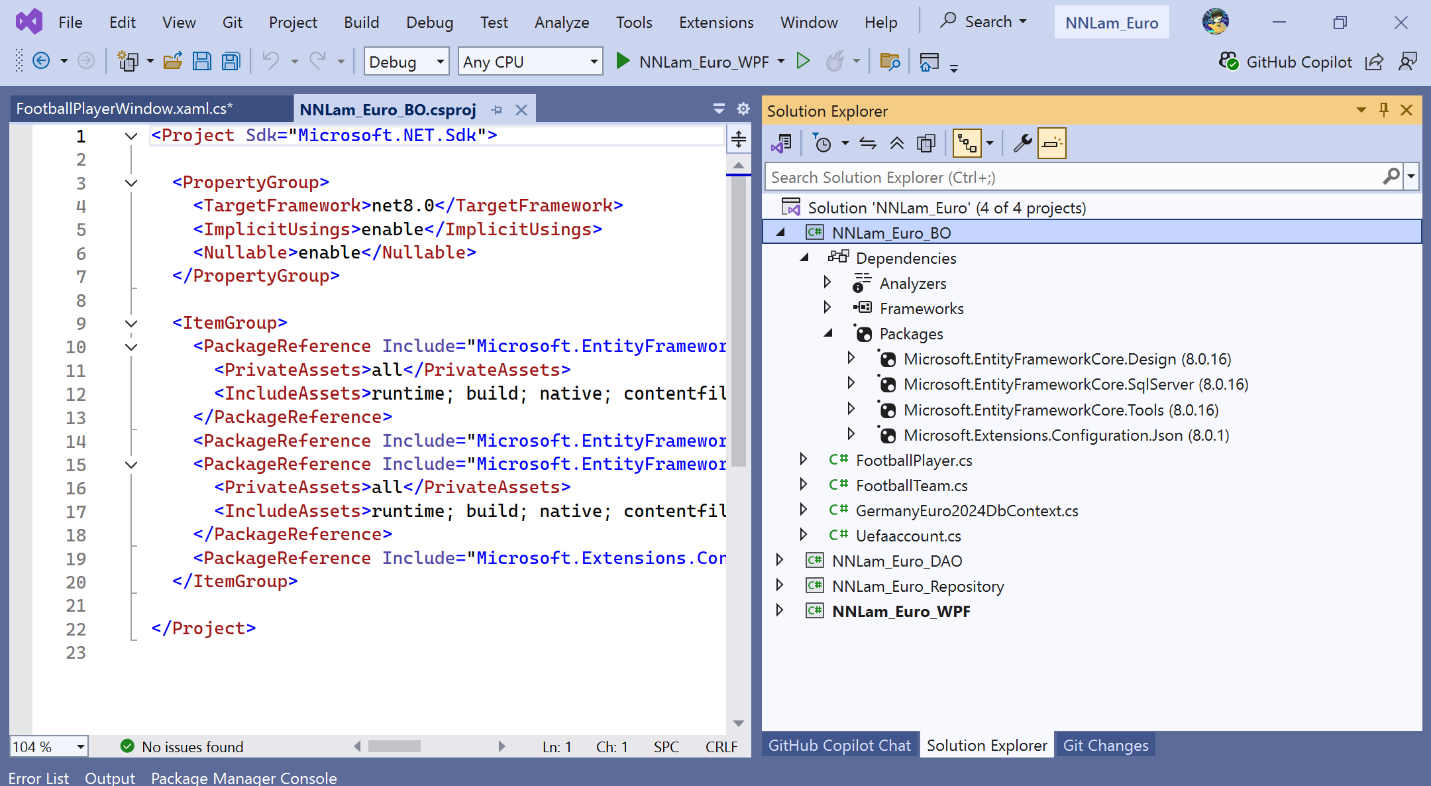 File Edit View Git Project Build Debug Test Analyze Tools Extensions Window Help Search NNLam_Euro
Debug Any CPU NNLam_Euro_WPF GitHub Copilot
FootballPlayerWindow.xaml.cs* NNLam_Euro_BO.csproj
1 <Project Sdk="Microsoft.NET.Sdk">
2
3 <PropertyGroup>
4 <TargetFramework>net8.0</TargetFramework>
5 <ImplicitUsings>enable</ImplicitUsings>
6 <Nullable>enable</Nullable>
7 </PropertyGroup>
8
9 <ItemGroup>
10 <PackageReference Include="Microsoft.EntityFramewor
11 <PrivateAssets>all</PrivateAssets>
12 <IncludeAssets>runtime; build; native; contentfil
13 </PackageReference>
14 <PackageReference Include="Microsoft.EntityFramewor
15 <PackageReference Include="Microsoft.EntityFramewor
16 <PrivateAssets>all</PrivateAssets>
17 <IncludeAssets>runtime; build; native; contentfil
18 </PackageReference>
19 <PackageReference Include="Microsoft.Extensions.Con
20 </ItemGroup>
21
22 </Project>
23
104 % No issues found Ln: 1 Ch: 1 SPC CRLF
Solution Explorer
Search Solution Explorer (Ctrl+;)
Solution 'NNLam_Euro' (4 of 4 projects)
NNLam_Euro_BO
Dependencies
Analyzers
Frameworks
Packages
Microsoft.EntityFrameworkCore.Design (8.0.16)
Microsoft.EntityFrameworkCore.SqlServer (8.0.16)
Microsoft.EntityFrameworkCore.Tools (8.0.16)
Microsoft.Extensions.Configuration.Json (8.0.1)
C# FootballPlayer.cs
C# FootballTeam.cs
C# GermanyEuro2024DbContext.cs
C# Uefaaccount.cs
C# NNLam_Euro_DAO
C# NNLam_Euro_Repository
C# NNLam_Euro_WPF
GitHub Copilot Chat Solution Explorer Git Changes
Error List Output Package Manager Console